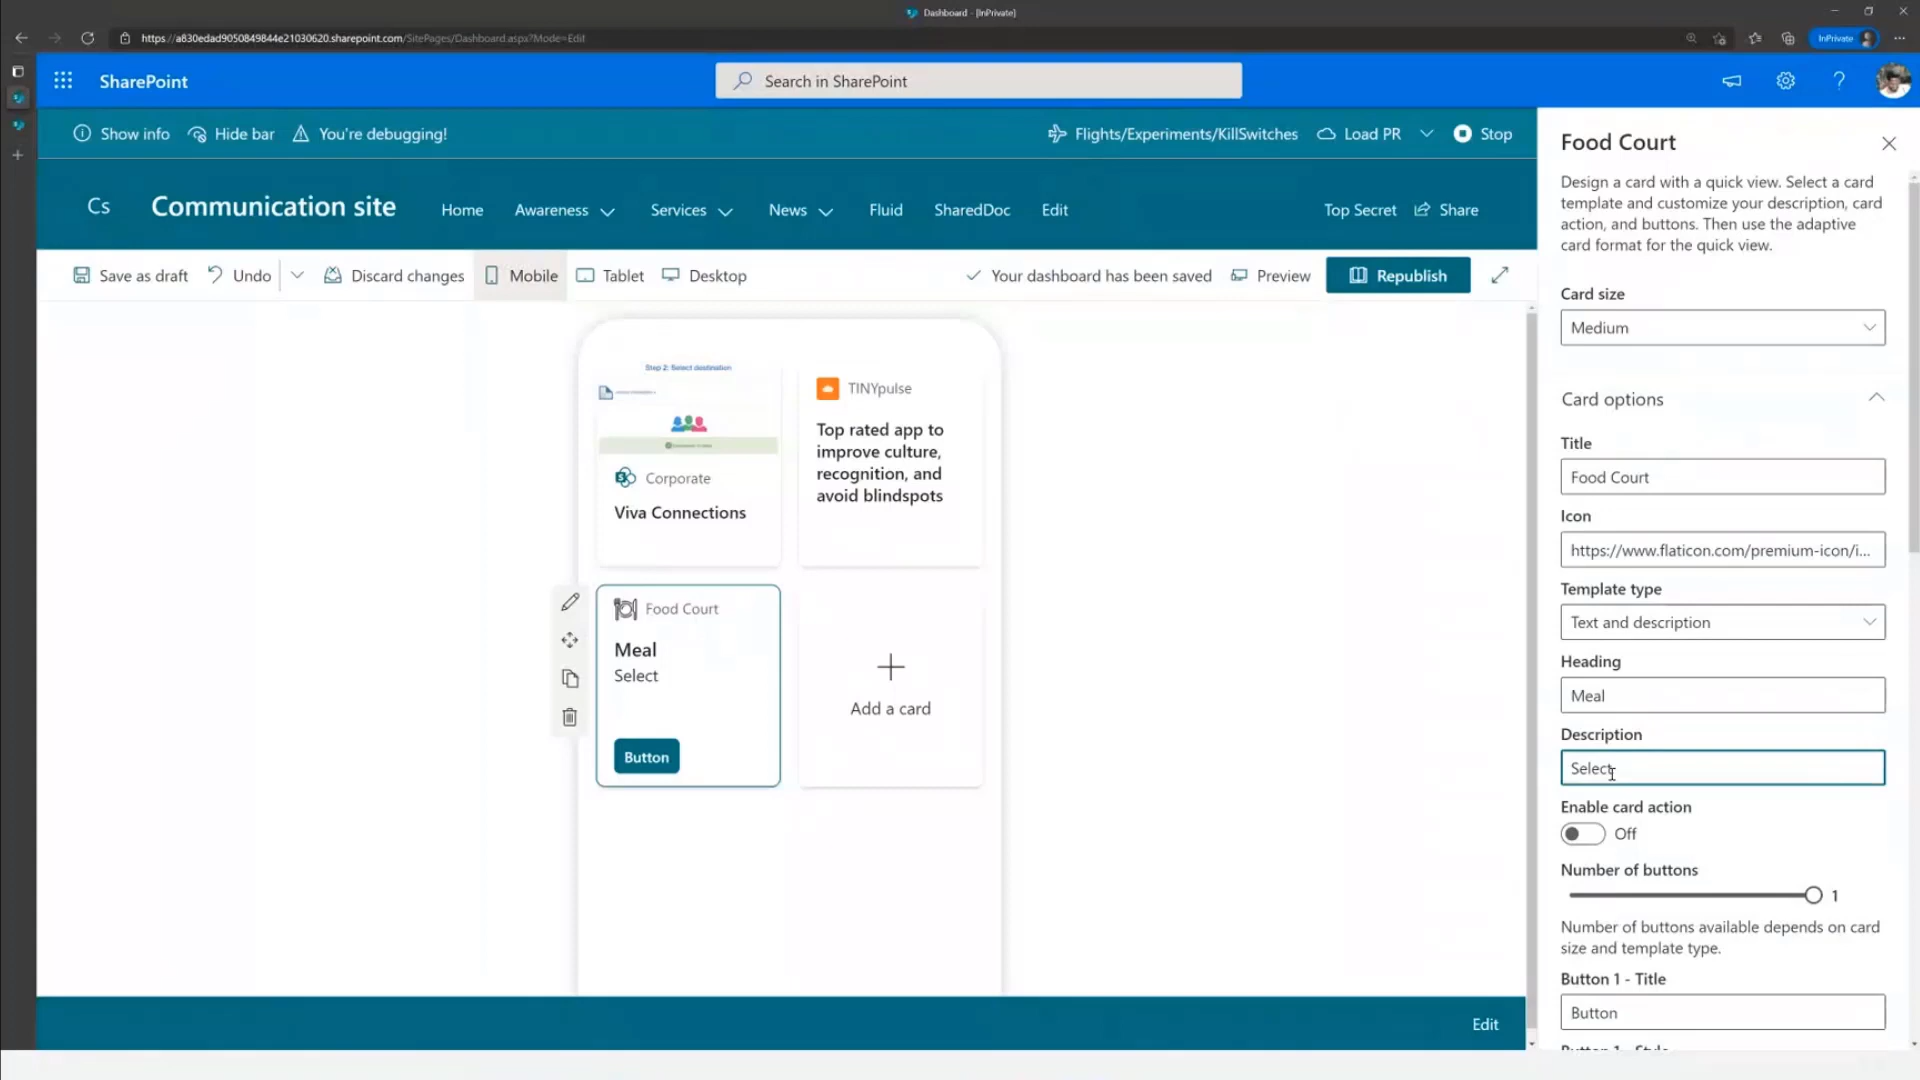 Dashboard - [InPrivate]
https://a830edad9050849844e21030620.sharepoint.com/SitePages/Dashboard.aspx?Mode=Edit
InPrivate
SharePoint
Search in SharePoint
Show info
Hide bar
You're debugging!
Flights/Experiments/KillSwitches
Load PR
Stop
Cs
Communication site
Home
Awareness
Services
News
Fluid
SharedDoc
Edit
Top Secret
Share
Save as draft
Undo
Discard changes
Mobile
Tablet
Desktop
Your dashboard has been saved
Preview
Republish
Step 2: Select destination
Corporate
Viva Connections
TINYpulse
Top rated app to
improve culture,
recognition, and
avoid blindspots
Food Court
Meal
Select
Button
Add a card
Edit
Food Court
Design a card with a quick view. Select a card
template and customize your description, card
action, and buttons. Then use the adaptive
card format for the quick view.
Card size
Medium
Card options
Title
Food Court
Icon
https://www.flaticon.com/premium-icon/i...
Template type
Text and description
Heading
Meal
Description
Select
Enable card action
Off
Number of buttons
1
Number of buttons available depends on card
size and template type.
Button 1 - Title
Button
Button 1 - Style